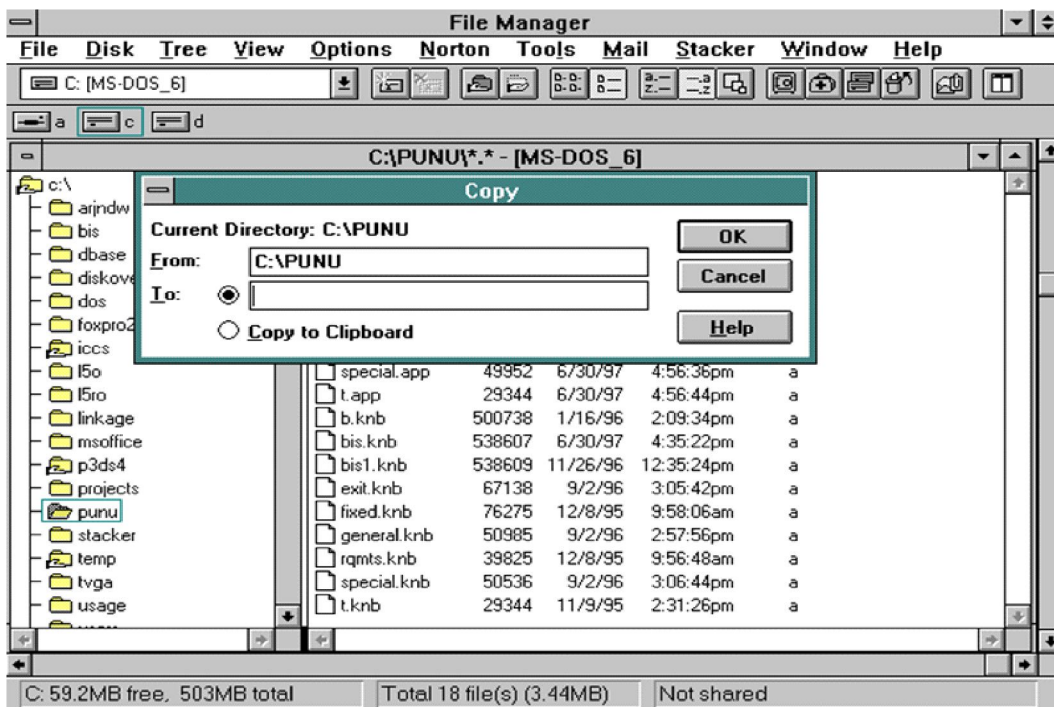 File Manager
File Disk Tree View Options Norton Tools Mail Stacker Window Help
C: [MS-DOS_6]
a c d
C:\PUNU\*.* - [MS-DOS_6]
c:\
arjndw
bis
dbase
dos
iccs
l5o
l5ro
linkage
msoffice
p3ds4
projects
punu
stacker
temp
tvga
usage
Copy
Current Directory: C:\PUNU
From: C:\PUNU
To:
Copy to Clipboard
OK
Cancel
Help
special.app 49952 6/30/97 4:56:36pm a
t.app 29344 6/30/97 4:56:44pm a
b.knb 500738 1/16/96 2:09:34pm a
bis.knb 538607 6/30/97 4:35:22pm a
bis1.knb 538609 11/26/96 12:35:24pm a
exit.knb 67138 9/2/96 3:05:42pm a
fixed.knb 76275 12/8/95 9:58:06am a
general.knb 50985 9/2/96 2:57:56pm a
rqmts.knb 39825 12/8/95 9:56:48am a
special.knb 50536 9/2/96 3:06:44pm a
t.knb 29344 11/9/95 2:31:26pm a
C: 59.2MB free, 503MB total
Total 18 file(s) (3.44MB)
Not shared